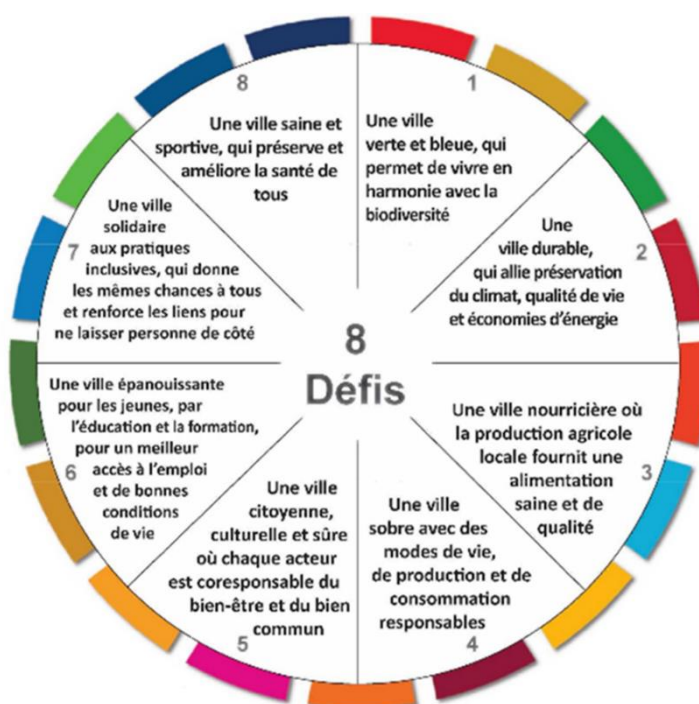 8
Défis
1
Une ville
verte et bleue, qui
permet de vivre en
harmonie avec la
biodiversité
2
Une
ville durable,
qui allie préservation
du climat, qualité de vie
et économies d'énergie
3
Une ville nourricière où
la production agricole
locale fournit une
alimentation
saine et de
qualité
4
Une ville
sobre avec des
modes de vie,
de production et de
consommation
responsables
5
Une ville
citoyenne,
culturelle et sûre
où chaque acteur
est coresponsable du
bien-être et du bien
commun
6
Une ville épanouissante
pour les jeunes, par
l'éducation et la formation,
pour un meilleur
accès à l'emploi
et de bonnes
conditions
de vie
7
Une ville
solidaire
aux pratiques
inclusives, qui donne
les mêmes chances à tous
et renforce les liens pour
ne laisser personne de côté
8
Une ville saine et
sportive, qui préserve et
améliore la santé de
tous